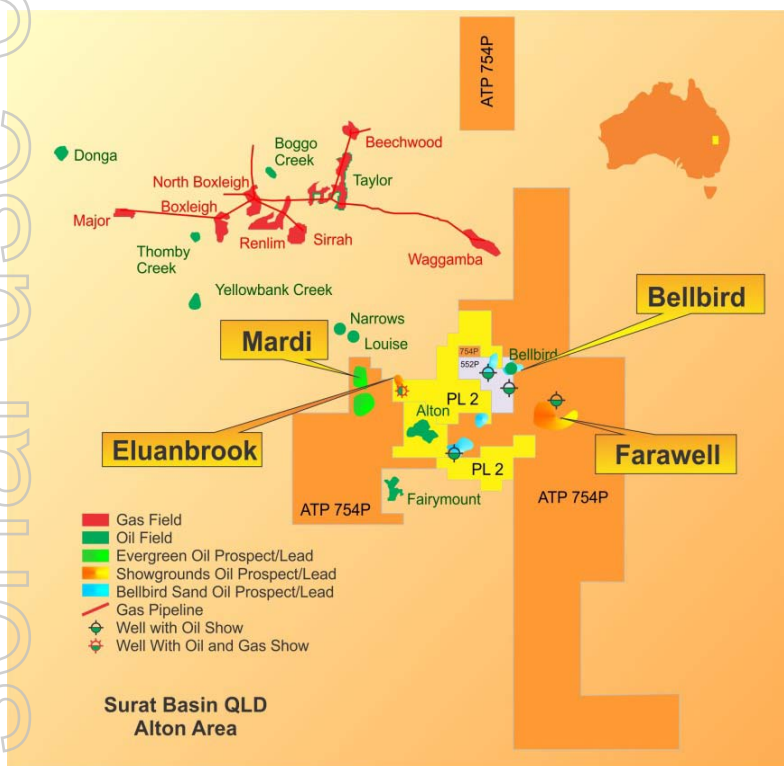 ATP 754P
Donga
Boggo
Creek
Beechwood
North Boxleigh
Taylor
Boxleigh
Major
Renlim
Sirrah
Thomby
Creek
Waggamba
Yellowbank Creek
Bellbird
Narrows
Louise
Mardi
754P
Bellbird
552P
PL 2
Alton
Eluanbrook
Farawell
PL 2
Fairymount
ATP 754P
ATP 754P
Gas Field
Oil Field
Evergreen Oil Prospect/Lead
Showgrounds Oil Prospect/Lead
Bellbird Sand Oil Prospect/Lead
Gas Pipeline
Well with Oil Show
Well With Oil and Gas Show
Surat Basin QLD
Alton Area